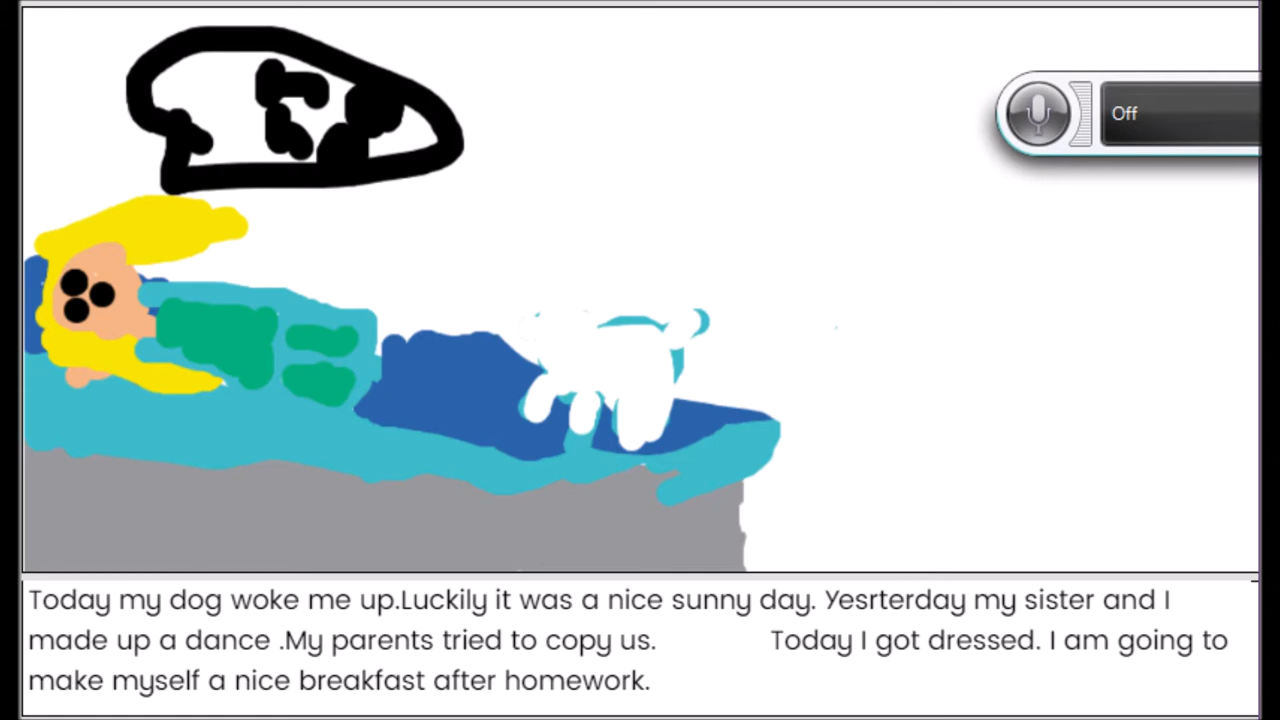 Off
Today my dog woke me up.Luckily it was a nice sunny day. Yesrterday my sister and I
made up a dance .My parents tried to copy us. Today I got dressed. I am going to
make myself a nice breakfast after homework.